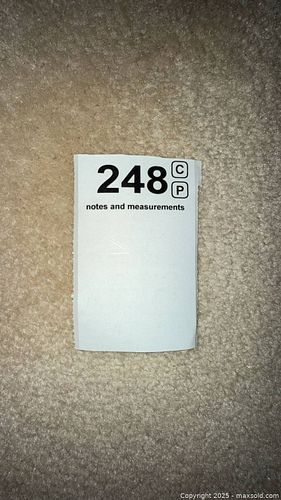 248 C
P
notes and measurements
Copyright 2025 - maxsold.com